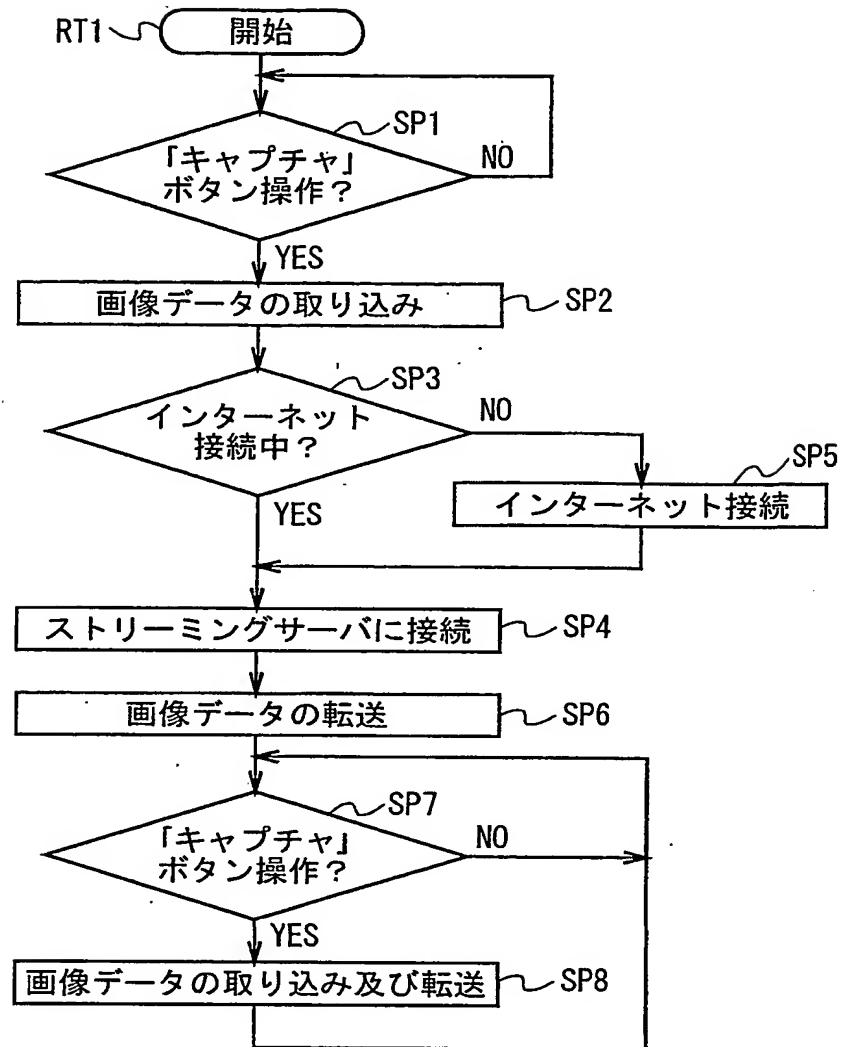 RT1
開始
SP1
「キャプチャ」
ボタン操作？
NO
YES
画像データの取り込み
SP2
SP3
インターネット
接続中？
NO
YES
SP5
インターネット接続
ストリーミングサーバに接続
SP4
画像データの転送
SP6
SP7
「キャプチャ」
ボタン操作？
NO
YES
画像データの取り込み及び転送
SP8